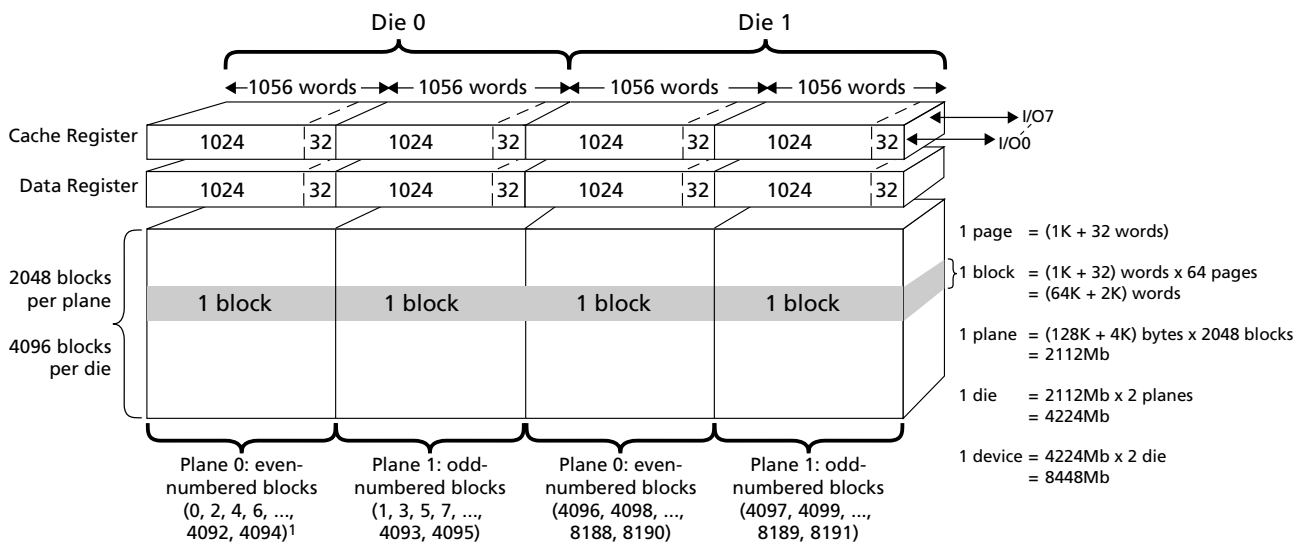 Die 0
Die 1
1056 words
1056 words
1056 words
1056 words
Cache Register
1024
32
1024
32
1024
32
1024
32
I/O7
I/O0
Data Register
1024
32
1024
32
1024
32
1024
32
2048 blocks
per plane
4096 blocks
per die
1 block
1 block
1 block
1 block
1 page = (1K + 32 words)
1 block = (1K + 32) words x 64 pages
= (64K + 2K) words
1 plane = (128K + 4K) bytes x 2048 blocks
= 2112Mb
1 die = 2112Mb x 2 planes
= 4224Mb
1 device = 4224Mb x 2 die
= 8448Mb
Plane 0: even-
numbered blocks
(0, 2, 4, 6, ...,
4092, 4094)1
Plane 1: odd-
numbered blocks
(1, 3, 5, 7, ...,
4093, 4095)
Plane 0: even-
numbered blocks
(4096, 4098, ...,
8188, 8190)
Plane 1: odd-
numbered blocks
(4097, 4099, ...,
8189, 8191)